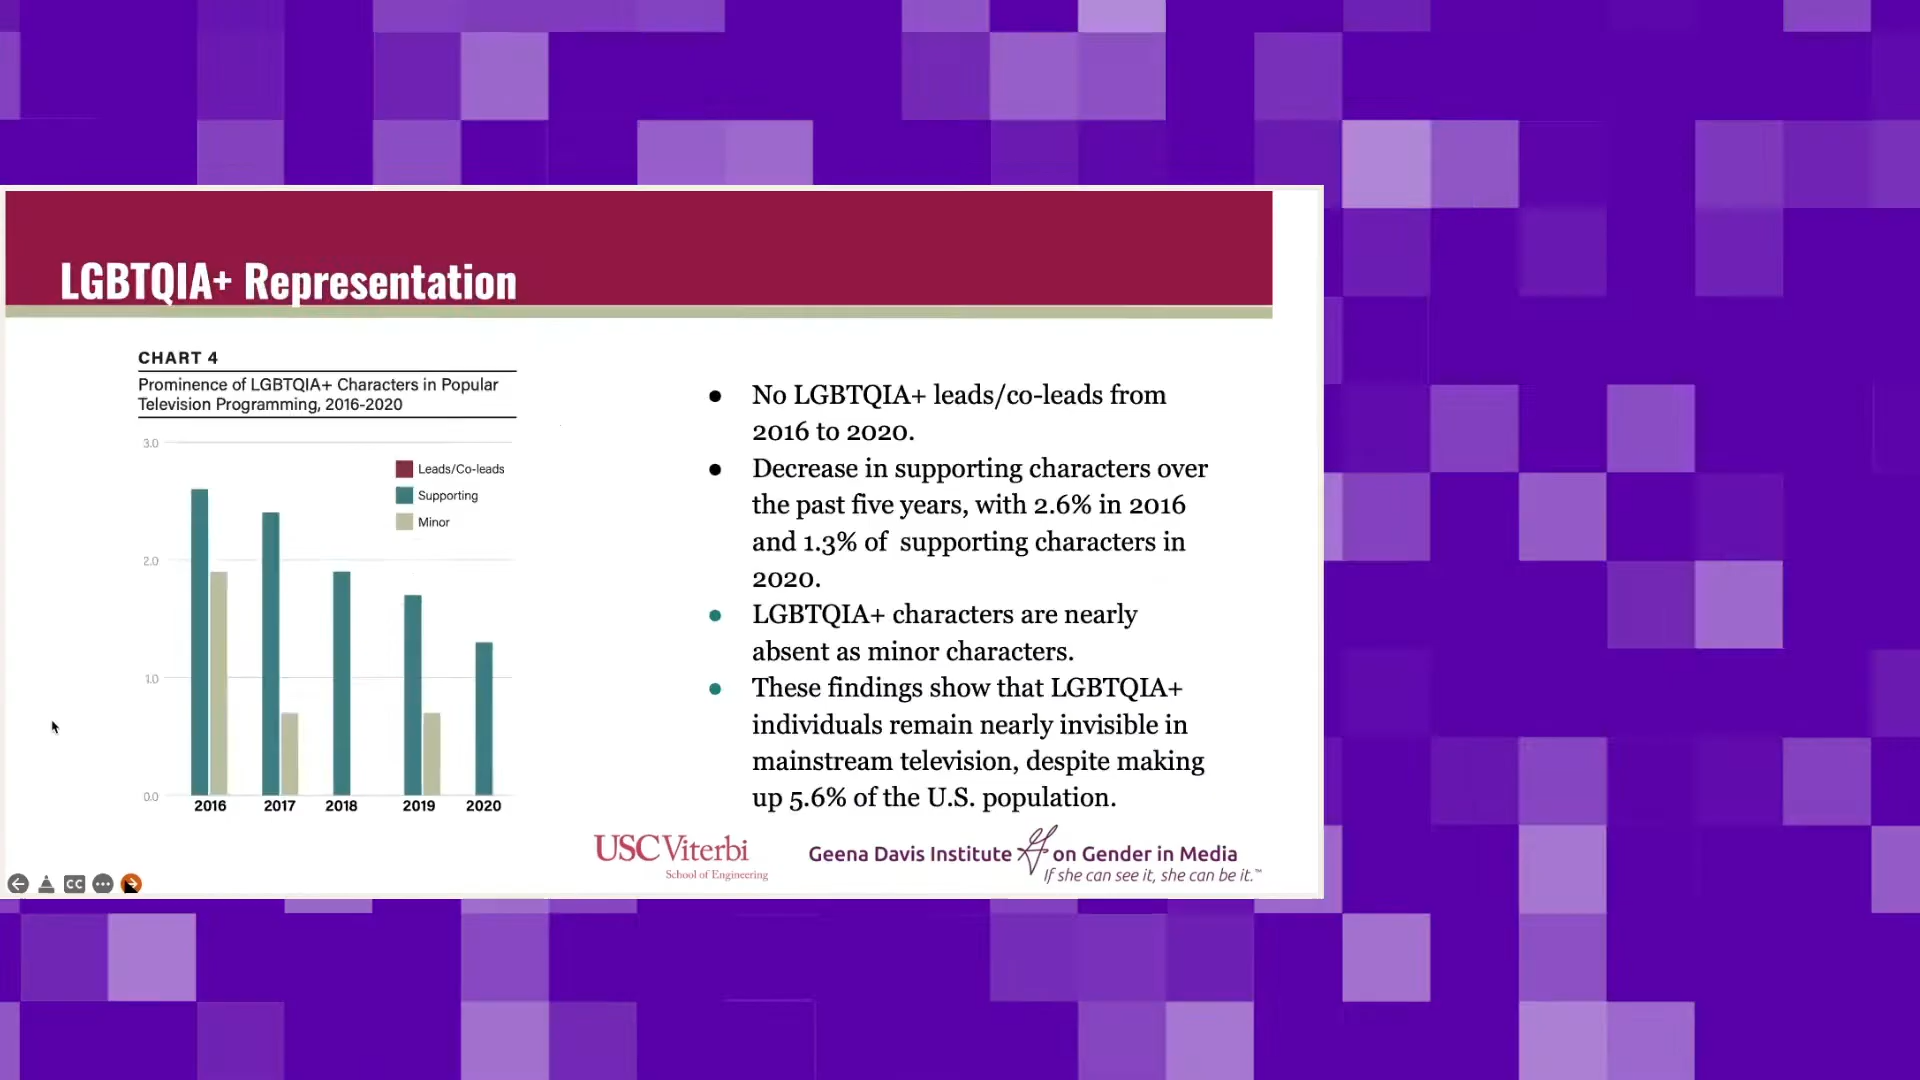 LGBTQIA+ Representation
CHART 4
Prominence of LGBTQIA+ Characters in Popular
Television Programming, 2016-2020
3.0
Leads/Co-leads
Supporting
Minor
2.0
1.0
0.0
2016 2017 2018 2019 2020
● No LGBTQIA+ leads/co-leads from
2016 to 2020.
● Decrease in supporting characters over
the past five years, with 2.6% in 2016
and 1.3% of supporting characters in
2020.
● LGBTQIA+ characters are nearly
absent as minor characters.
● These findings show that LGBTQIA+
individuals remain nearly invisible in
mainstream television, despite making
up 5.6% of the U.S. population.
USC Viterbi
School of Engineering
Geena Davis Institute on Gender in Media
If she can see it, she can be it.™
CC